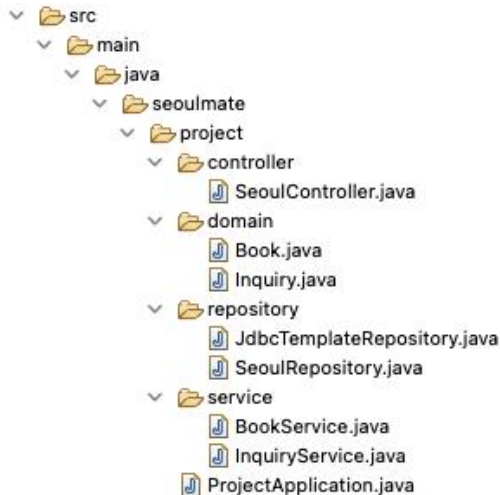 src
main
java
seoulmate
project
controller
SeoulController.java
domain
Book.java
Inquiry.java
repository
JdbcTemplateRepository.java
SeoulRepository.java
service
BookService.java
InquiryService.java
ProjectApplication.java